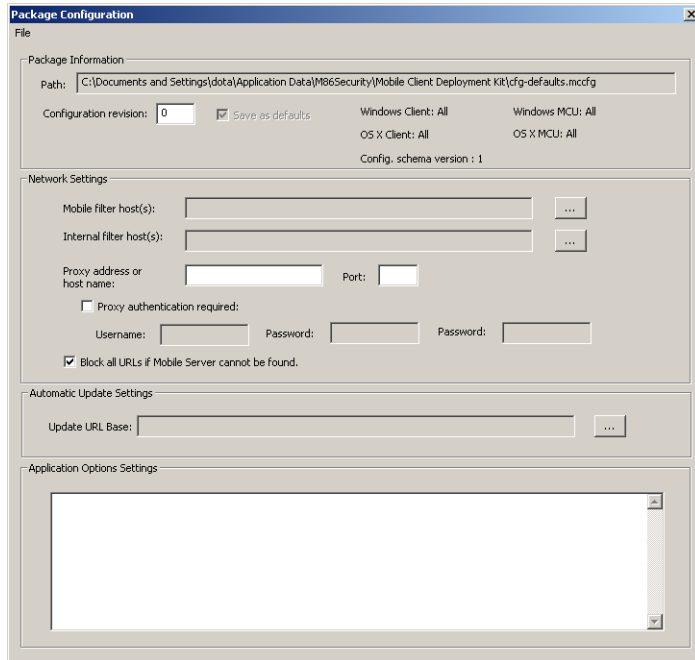 Package Configuration
File
Package Information
Path: C:\Documents and Settings\dota\Application Data\M86Security\Mobile Client Deployment Kit\cfg-defaults.mccfg
Configuration revision: 0 Save as defaults Windows Client: All Windows MCU: All
OS X Client: All OS X MCU: All
Config. schema version : 1
Network Settings
Mobile filter host(s): ...
Internal filter host(s): ...
Proxy address or
host name: Port:
Proxy authentication required:
Username: Password: Password:
Block all URLs if Mobile Server cannot be found.
Automatic Update Settings
Update URL Base: ...
Application Options Settings